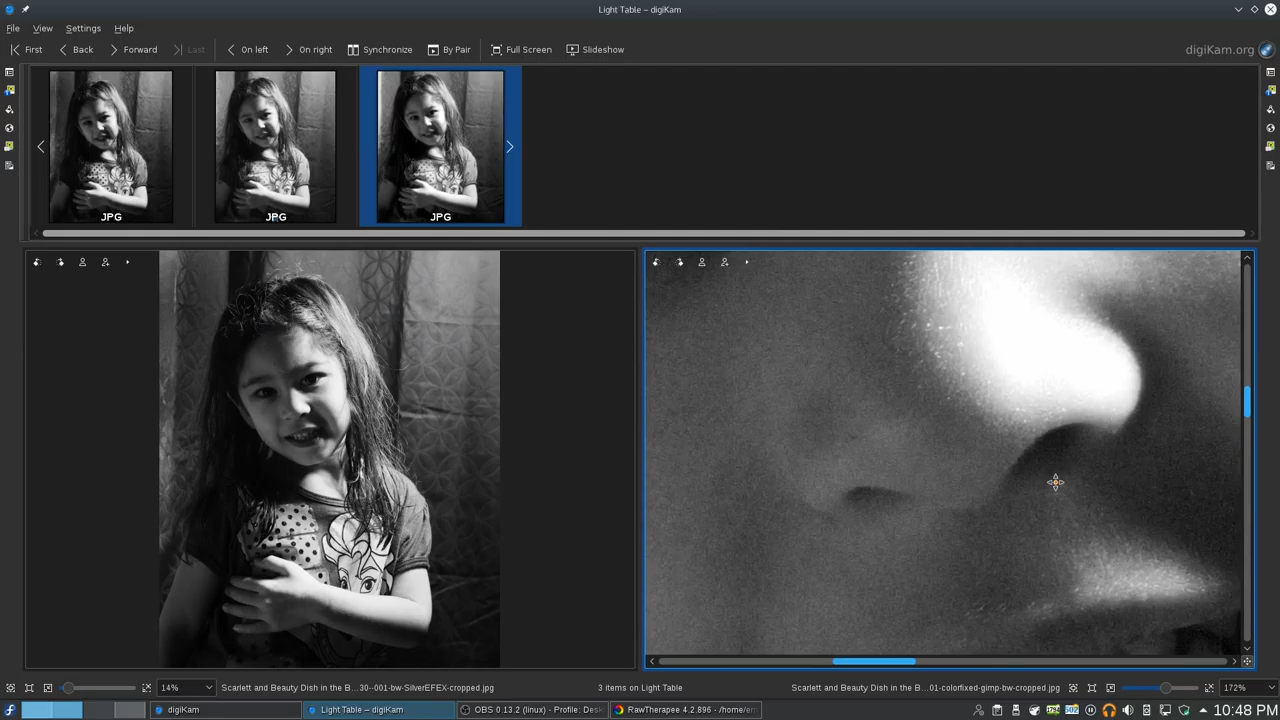 Light Table – digiKam
File View Settings Help
First Back Forward Last On left On right Synchronize By Pair Full Screen Slideshow digiKam.org
JPG JPG JPG
14% Scarlett and Beauty Dish in the B...30--001-bw-SilverEFEX-cropped.jpg 3 items on Light Table Scarlett and Beauty Dish in the B...01-colorfixed-gimp-bw-cropped.jpg 172%
digiKam Light Table – digiKam OBS 0.13.2 (linux) - Profile: Desk RawTherapee 4.2.896 - /home/er 10:48 PM